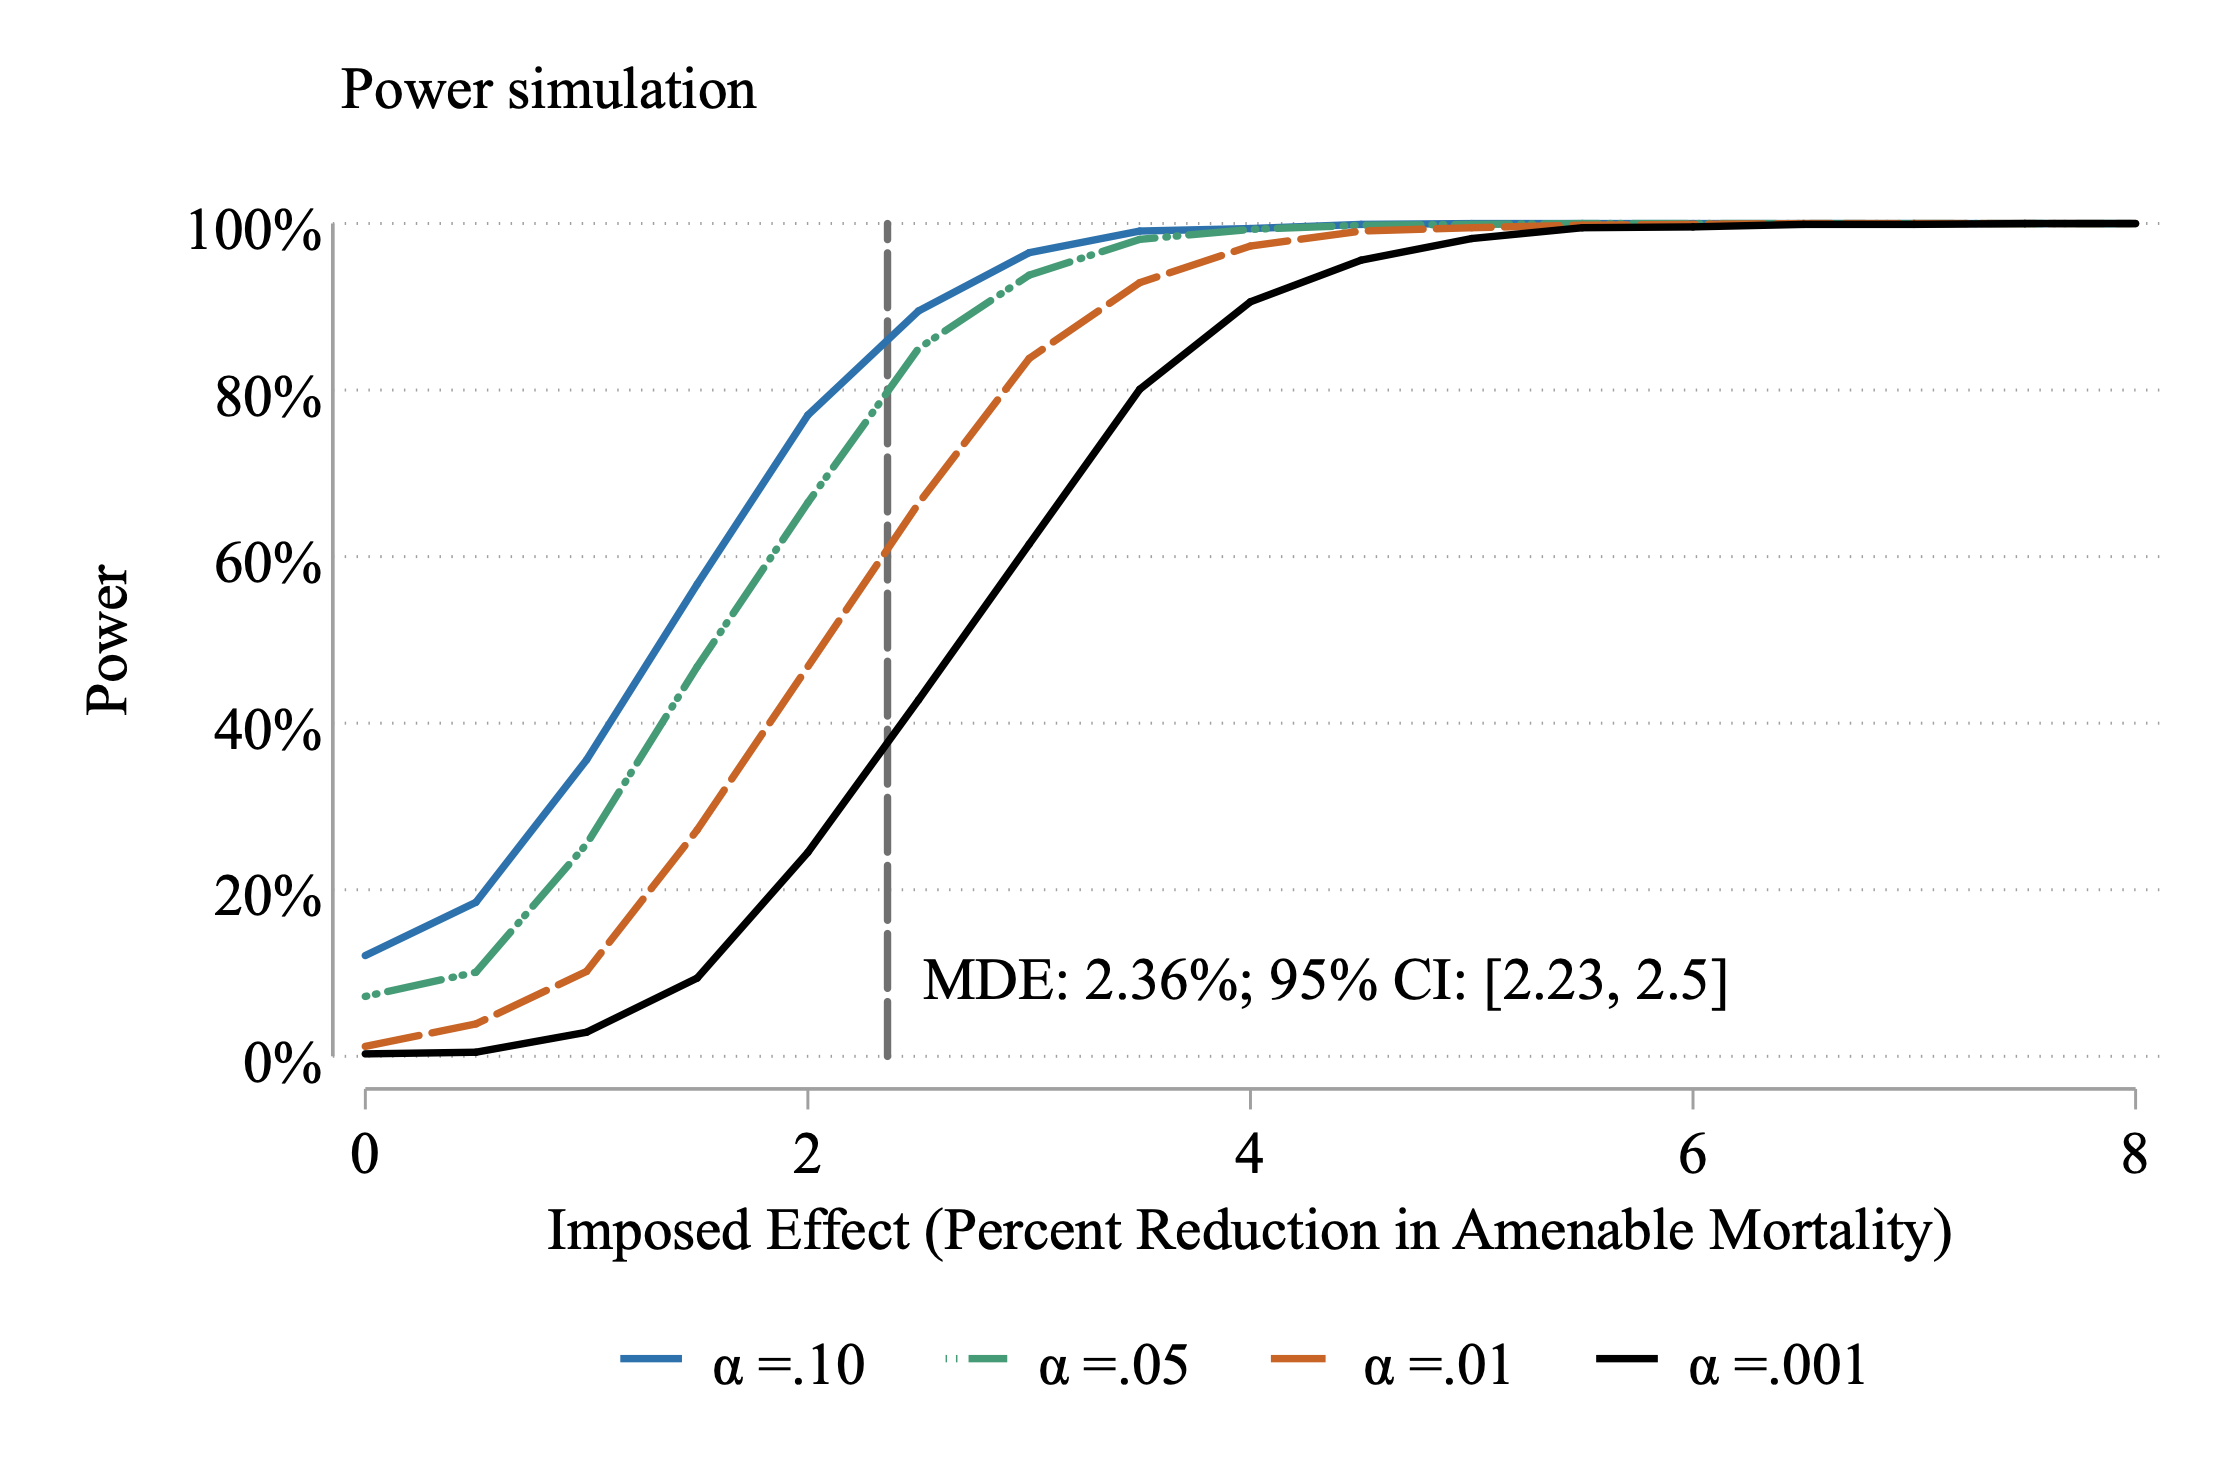 Power simulation
100%
80%
60%
40%
20%
0%
Power
MDE: 2.36%; 95% CI: [2.23, 2.5]
0 2 4 6 8
Imposed Effect (Percent Reduction in Amenable Mortality)
α =.10 α =.05 α =.01 α =.001